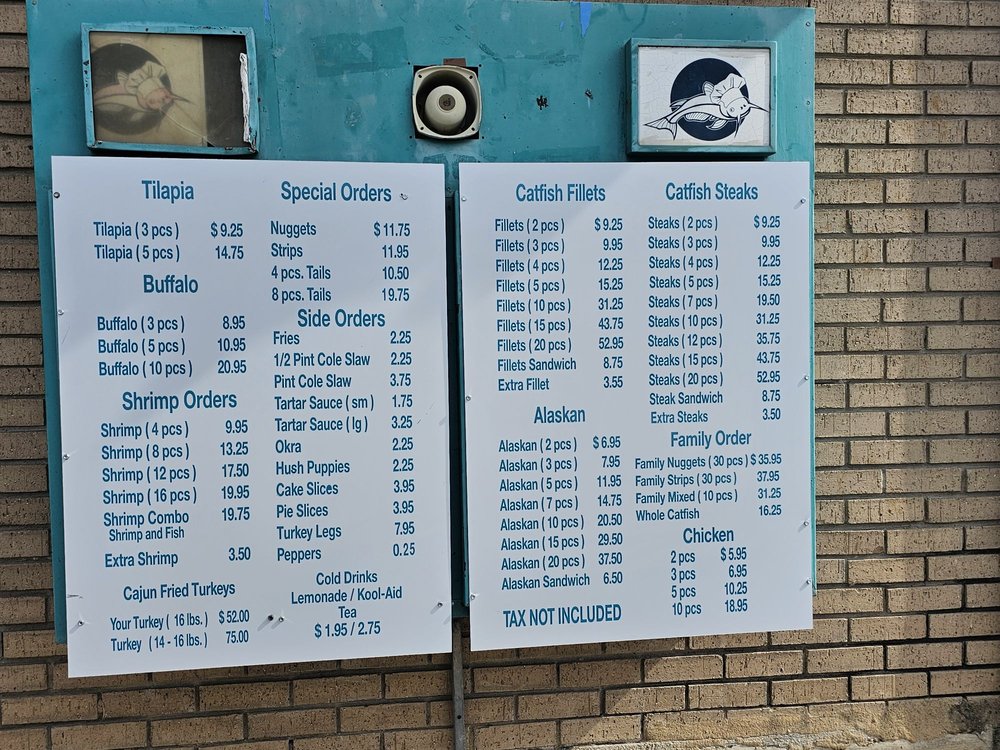 Tilapia
Tilapia ( 3 pcs ) $ 9.25
Tilapia ( 5 pcs ) 14.75
Buffalo
Buffalo ( 3 pcs ) 8.95
Buffalo ( 5 pcs ) 10.95
Buffalo ( 10 pcs ) 20.95
Shrimp Orders
Shrimp ( 4 pcs ) 9.95
Shrimp ( 8 pcs ) 13.25
Shrimp ( 12 pcs ) 17.50
Shrimp ( 16 pcs ) 19.95
Shrimp Combo 19.75
Shrimp and Fish
Extra Shrimp 3.50
Cajun Fried Turkeys
Your Turkey ( 16 lbs. ) $ 52.00
Turkey ( 14 - 16 lbs. ) 75.00
Special Orders
Nuggets $ 11.75
Strips 11.95
4 pcs. Tails 10.50
8 pcs. Tails 19.75
Side Orders
Fries 2.25
1/2 Pint Cole Slaw 2.25
Pint Cole Slaw 3.75
Tartar Sauce ( sm ) 1.75
Tartar Sauce ( lg ) 3.25
Okra 2.25
Hush Puppies 2.25
Cake Slices 3.95
Pie Slices 3.95
Turkey Legs 7.95
Peppers 0.25
Cold Drinks
Lemonade / Kool-Aid
Tea
$ 1.95 / 2.75
Catfish Fillets
Fillets ( 2 pcs ) $ 9.25
Fillets ( 3 pcs ) 9.95
Fillets ( 4 pcs ) 12.25
Fillets ( 5 pcs ) 15.25
Fillets ( 10 pcs ) 31.25
Fillets ( 15 pcs ) 43.75
Fillets ( 20 pcs ) 52.95
Fillets Sandwich 8.75
Extra Fillet 3.55
Alaskan
Alaskan ( 2 pcs ) $ 6.95
Alaskan ( 3 pcs ) 7.95
Alaskan ( 5 pcs ) 11.95
Alaskan ( 7 pcs ) 14.75
Alaskan ( 10 pcs ) 20.50
Alaskan ( 15 pcs ) 29.50
Alaskan ( 20 pcs ) 37.50
Alaskan Sandwich 6.50
TAX NOT INCLUDED
Catfish Steaks
Steaks ( 2 pcs ) $ 9.25
Steaks ( 3 pcs ) 9.95
Steaks ( 4 pcs ) 12.25
Steaks ( 5 pcs ) 15.25
Steaks ( 7 pcs ) 19.50
Steaks ( 10 pcs ) 31.25
Steaks ( 12 pcs ) 35.75
Steaks ( 15 pcs ) 43.75
Steaks ( 20 pcs ) 52.95
Steak Sandwich 8.75
Extra Steaks 3.50
Family Order
Family Nuggets ( 30 pcs ) $ 35.95
Family Strips ( 30 pcs ) 37.95
Family Mixed ( 10 pcs ) 31.25
Whole Catfish 16.25
Chicken
2 pcs $ 5.95
3 pcs 6.95
5 pcs 10.25
10 pcs 18.95